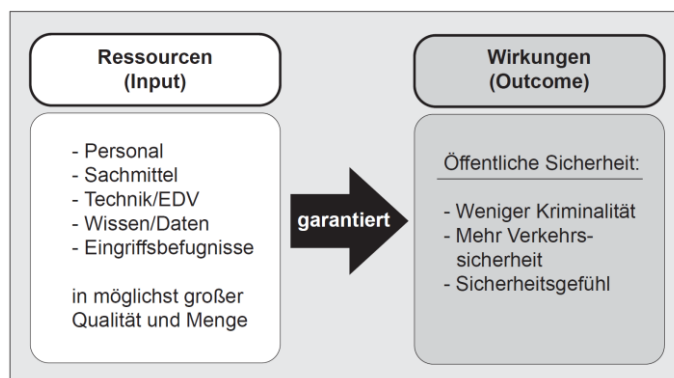 Ressourcen
(Input)
- Personal
- Sachmittel
- Technik/EDV
- Wissen/Daten
- Eingriffsbefugnisse
in möglichst großer
Qualität und Menge
garantiert
Wirkungen
(Outcome)
Öffentliche Sicherheit:
- Weniger Kriminalität
- Mehr Verkehrs-
sicherheit
- Sicherheitsgefühl